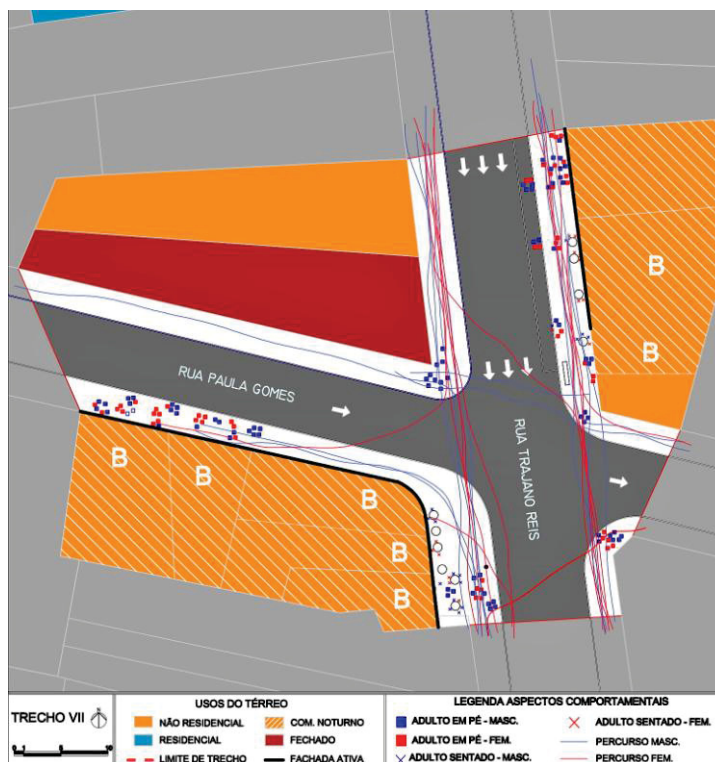 B
B
RUA PAULA GOMES
RUA TRAJANO REIS
B
B
B
B
B
TRECHO VII
USOS DO TÉRREO
NÃO RESIDENCIAL
COM. NOTURNO
RESIDENCIAL
FECHADO
LIMITE DE TRECHO
FACHADA ATIVA
LEGENDA ASPECTOS COMPORTAMENTAIS
ADULTO EM PÉ - MASC.
ADULTO SENTADO - FEM.
ADULTO EM PÉ - FEM.
PERCURSO MASC.
ADULTO SENTADO - MASC.
PERCURSO FEM.